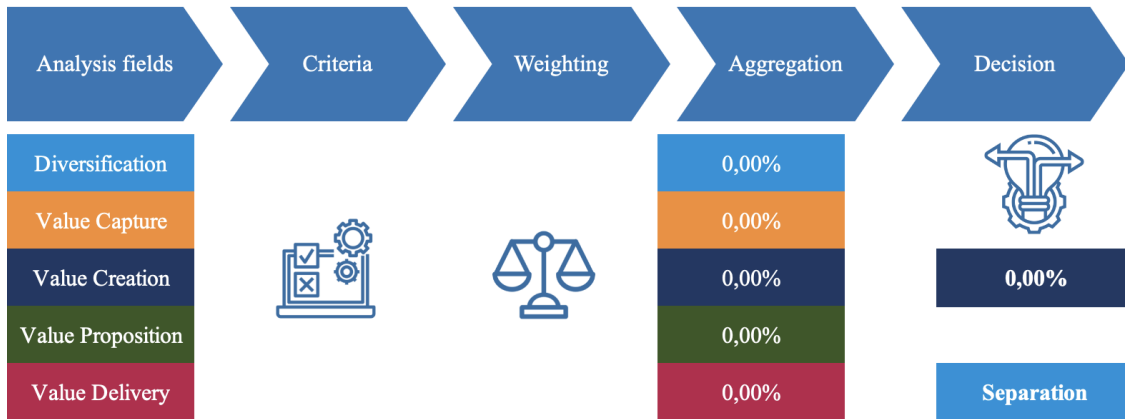 Analysis fields
Criteria
Weighting
Aggregation
Decision
Diversification
0,00%
Value Capture
0,00%
Value Creation
0,00%
0,00%
Value Proposition
0,00%
Value Delivery
0,00%
Separation